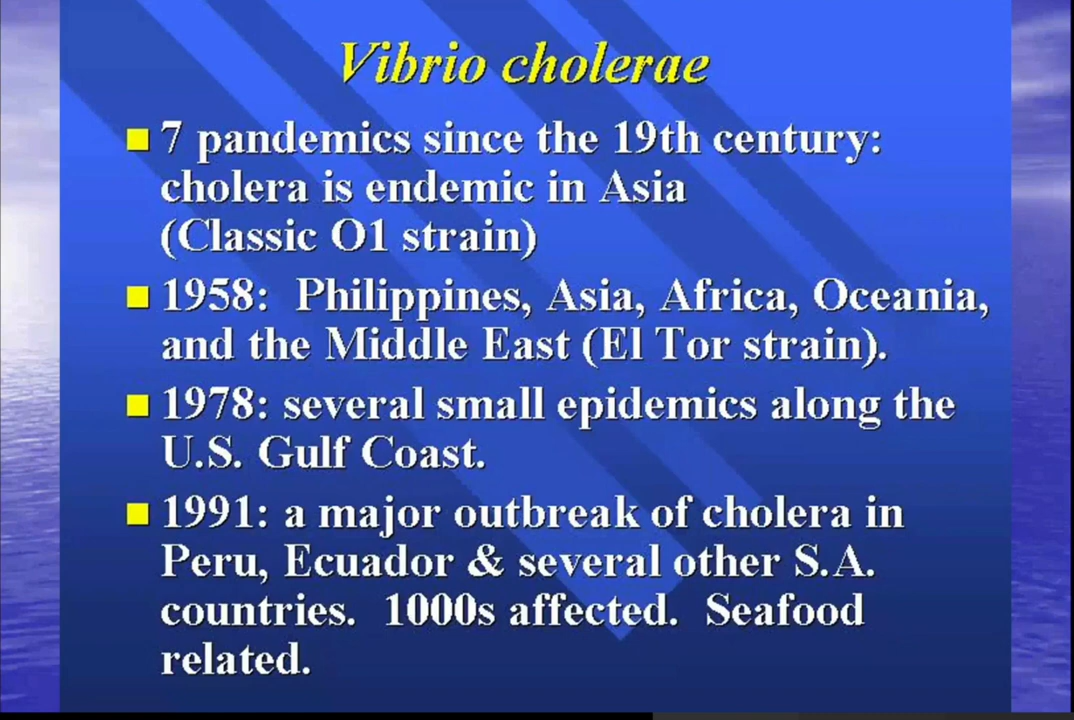 Vibrio cholerae
7 pandemics since the 19th century:
cholera is endemic in Asia
(Classic O1 strain)
1958:  Philippines, Asia, Africa, Oceania,
and the Middle East (El Tor strain).
1978: several small epidemics along the
U.S. Gulf Coast.
1991: a major outbreak of cholera in
Peru, Ecuador & several other S.A.
countries.  1000s affected.  Seafood
related.